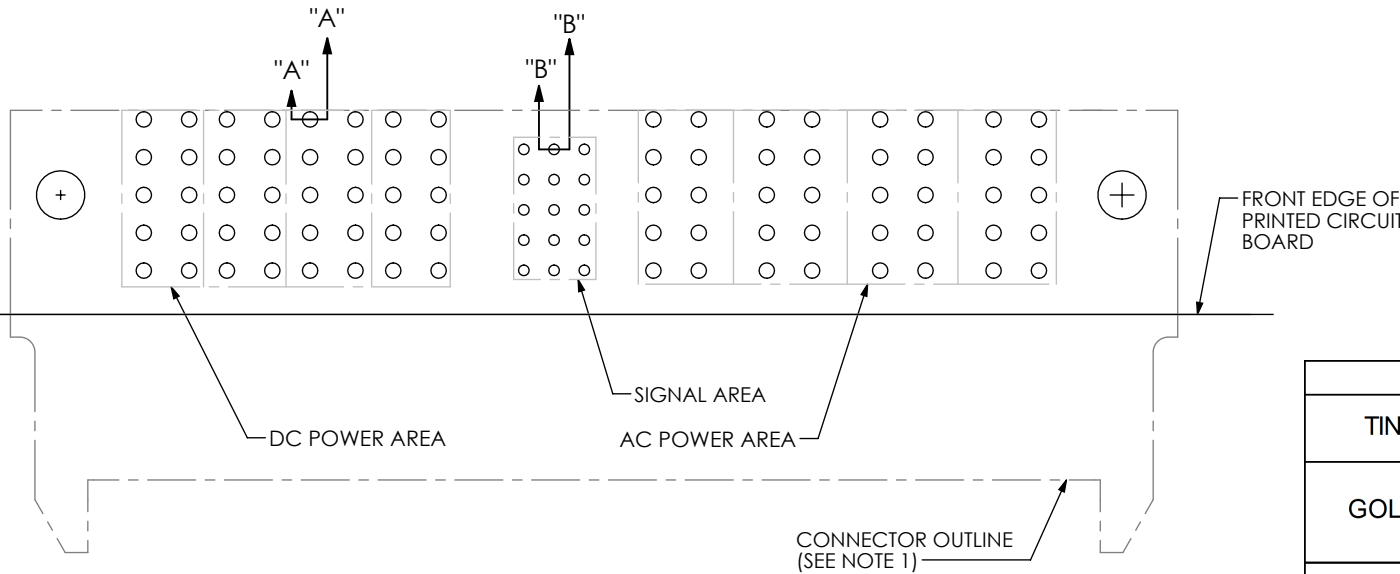 "A"
"B"
"A"
"B"
FRONT EDGE OF
PRINTED CIRCUIT
BOARD
SIGNAL AREA
DC POWER AREA
AC POWER AREA
CONNECTOR OUTLINE
(SEE NOTE 1)
TIN
GOL